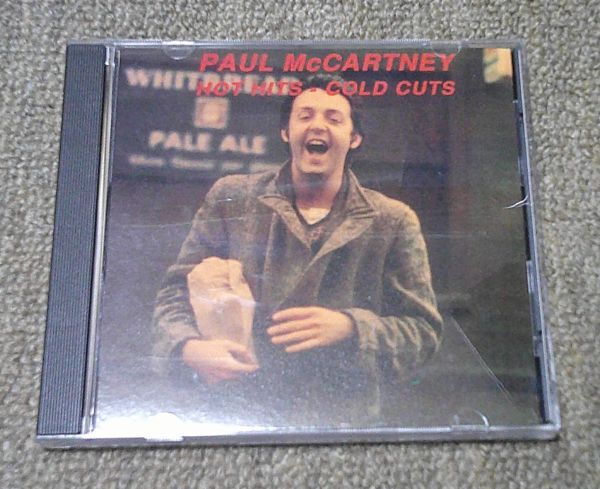 PAUL McCARTNEY
HOT HITS - COLD CUTS
WHITBREAD
PALE ALE